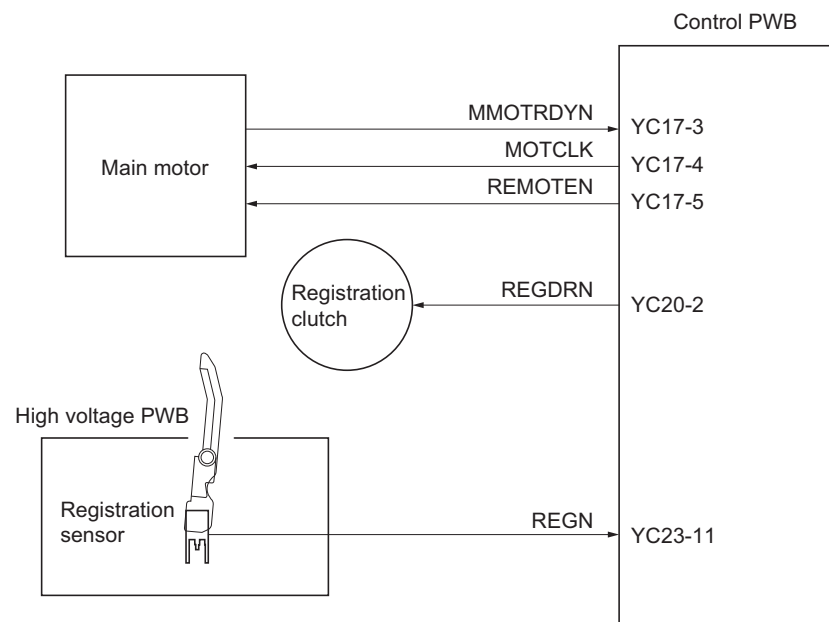 Control PWB
MMOTRDYN
YC17-3
Main motor
MOTCLK
YC17-4
REMOTEN
YC17-5
Registration
clutch
REGDRN
YC20-2
High voltage PWB
Registration
sensor
REGN
YC23-11